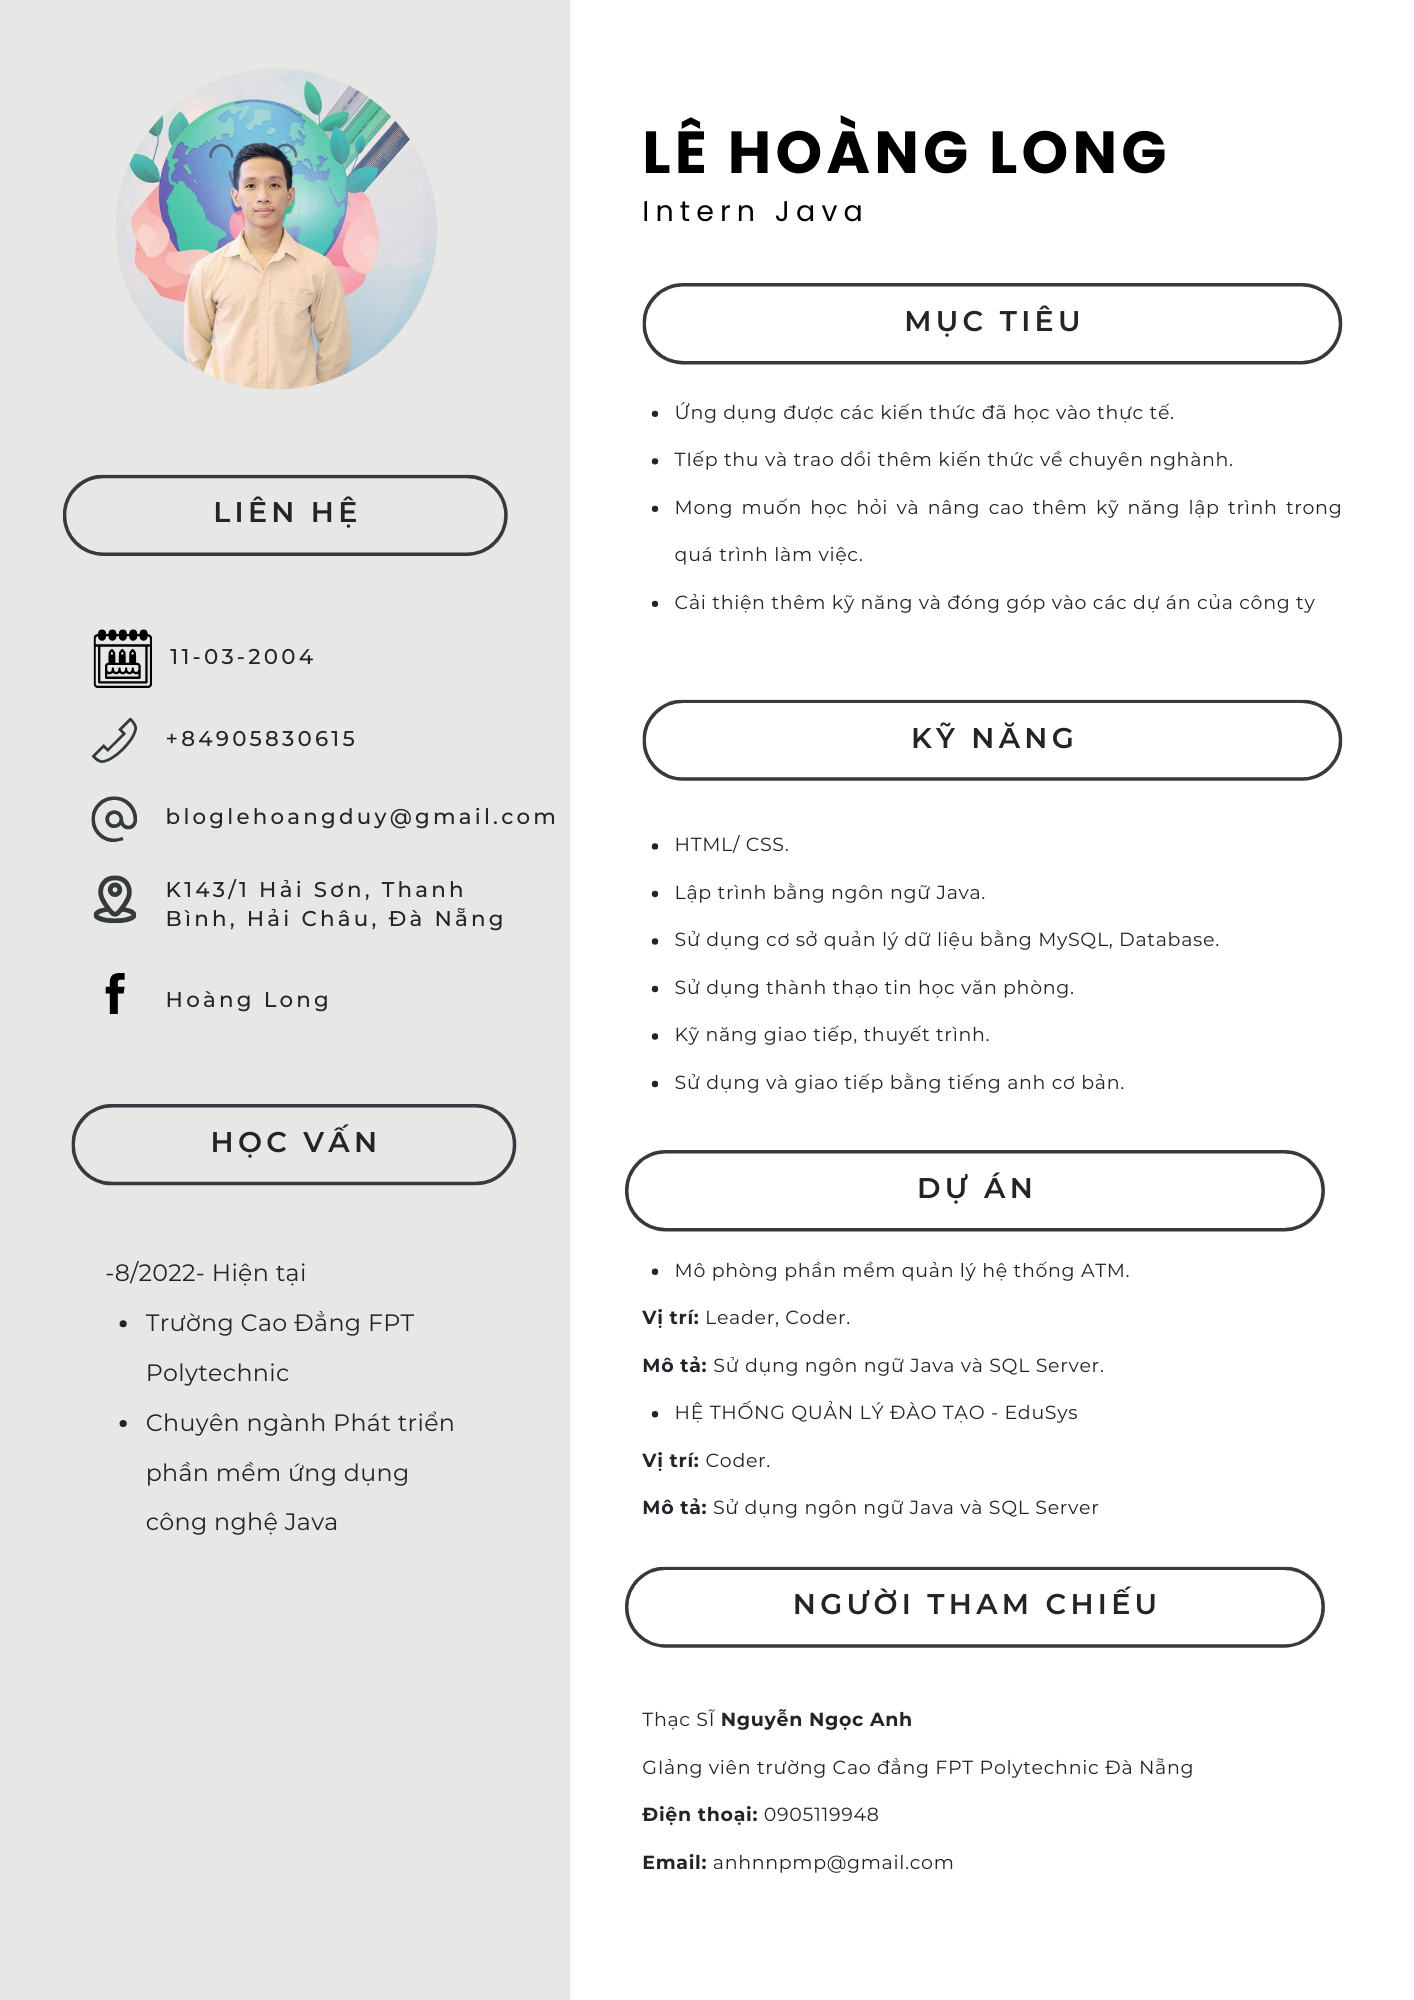 LÊ HOÀNG LONG
Intern Java
LIÊN HỆ
11-03-2004
+84905830615
bloglehoangduy@gmail.com
K143/1 Hải Sơn, Thanh
Bình, Hải Châu, Đà Nẵng
Hoàng Long
HỌC VẤN
-8/2022- Hiện tại
• Trường Cao Đẳng FPT
Polytechnic
• Chuyên ngành Phát triển
phần mềm ứng dụng
công nghệ Java
MỤC TIÊU
• Ứng dụng được các kiến thức đã học vào thực tế.
• TIếp thu và trao dồi thêm kiến thức về chuyên nghành.
• Mong muốn học hỏi và nâng cao thêm kỹ năng lập trình trong
quá trình làm việc.
• Cải thiện thêm kỹ năng và đóng góp vào các dự án của công ty
KỸ NĂNG
• HTML/ CSS.
• Lập trình bằng ngôn ngữ Java.
• Sử dụng cơ sở quản lý dữ liệu bằng MySQL, Database.
• Sử dụng thành thạo tin học văn phòng.
• Kỹ năng giao tiếp, thuyết trình.
• Sử dụng và giao tiếp bằng tiếng anh cơ bản.
DỰ ÁN
• Mô phòng phần mềm quản lý hệ thống ATM.
Vị trí: Leader, Coder.
Mô tả: Sử dụng ngôn ngữ Java và SQL Server.
• HỆ THỐNG QUẢN LÝ ĐÀO TẠO - EduSys
Vị trí: Coder.
Mô tả: Sử dụng ngôn ngữ Java và SQL Server
NGƯỜI THAM CHIẾU
Thạc SĨ Nguyễn Ngọc Anh
GIảng viên trường Cao đẳng FPT Polytechnic Đà Nẵng
Điện thoại: 0905119948
Email: anhnnpmp@gmail.com